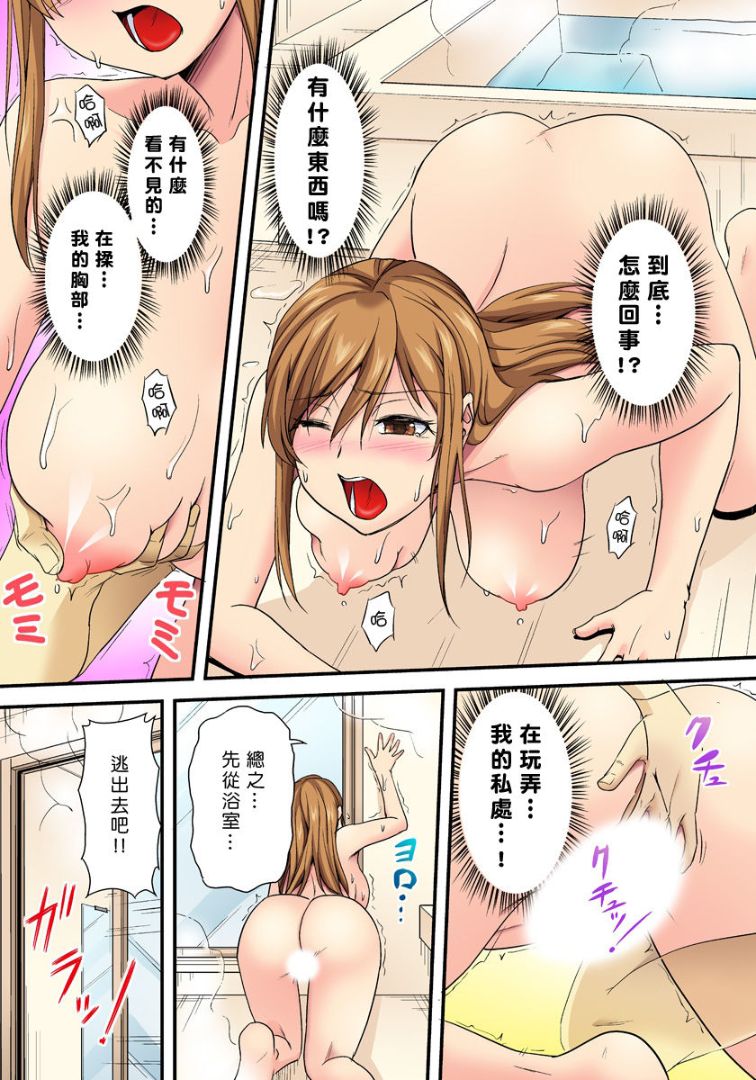 到底…
怎麼回事!?
有什麼東西嗎!?
哈啊
哈
有什麼
看不見的…
在揉…
我的胸部…
哈啊
哈啊
モミ
モミ
在玩弄…
我的私處…!
クチュ
クチュッ!
總之…
先從浴室…
ヨロ…
逃出去吧!!
ガラッ!